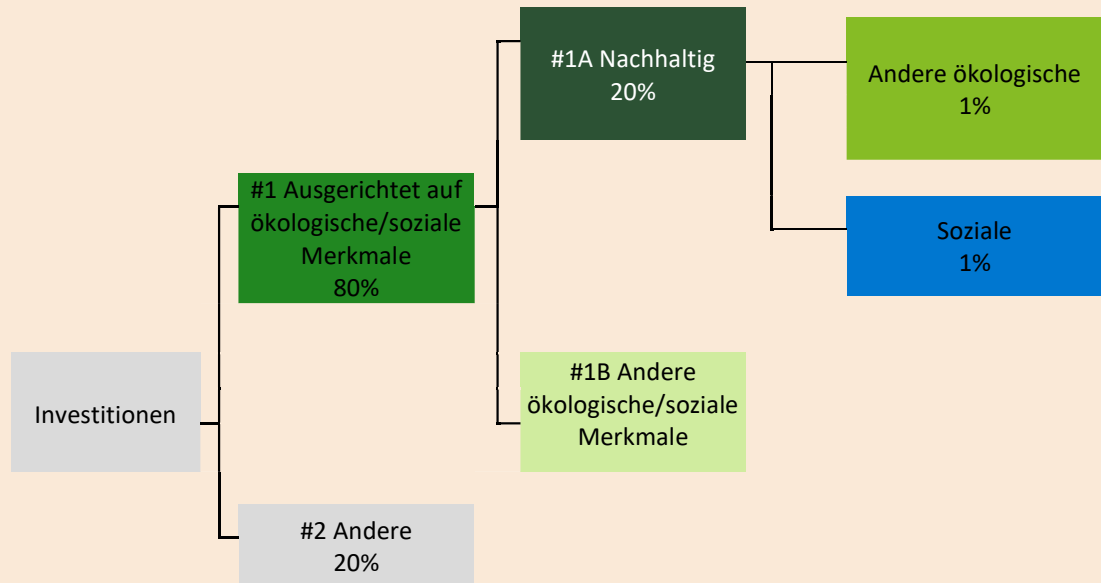 #1A Nachhaltig
20%
Andere ökologische
1%
#1 Ausgerichtet auf
ökologische/soziale
Merkmale
80%
Soziale
1%
Investitionen
#1B Andere
ökologische/soziale
Merkmale
#2 Andere
20%